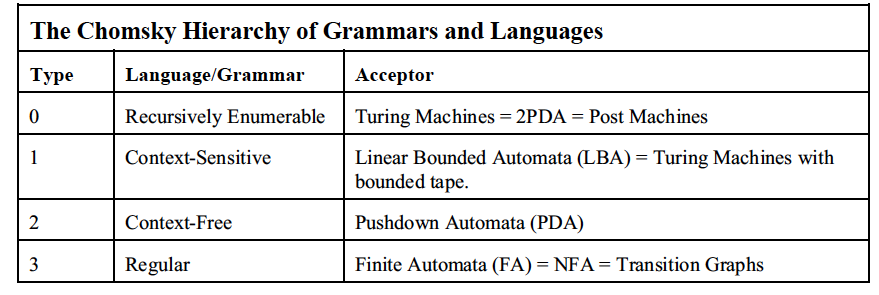 The Chomsky Hierarchy of Grammars and Languages
Type Language/Grammar Acceptor
0 Recursively Enumerable Turing Machines = 2PDA = Post Machines
1 Context-Sensitive Linear Bounded Automata (LBA) = Turing Machines with
bounded tape.
2 Context-Free Pushdown Automata (PDA)
3 Regular Finite Automata (FA) = NFA = Transition Graphs